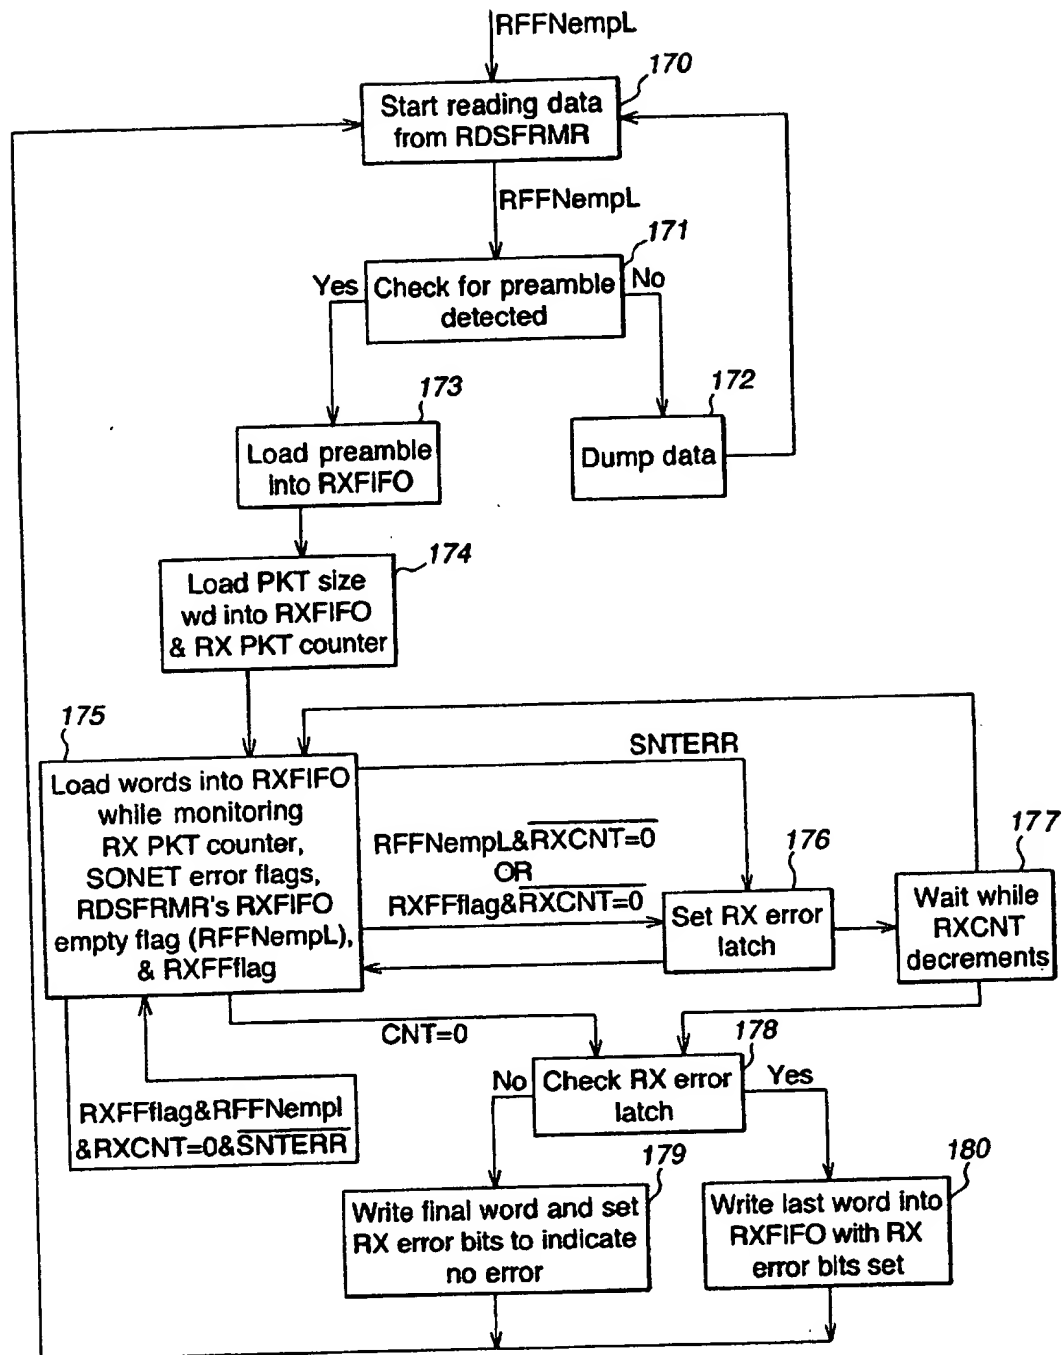 RFFNempL
170
Start reading data
from RDSFRMR
RFFNempL
171
Yes
Check for preamble
detected
No
173
172
Load preamble
into RXFIFO
Dump data
174
Load PKT size
wd into RXFIFO
& RX PKT counter
175
SNTERR
Load words into RXFIFO
while monitoring
RX PKT counter,
SONET error flags,
RDSFRMR's RXFIFO
empty flag (RFFNempL),
& RXFFflag
RFFNempL&RXCNT=0
OR
RXFFflag&RXCNT=0
176
Set RX error
latch
177
Wait while
RXCNT
decrements
CNT=0
178
No
Check RX error
latch
Yes
RXFFflag&RFFNempl
&RXCNT=0&SNTERR
179
Write final word and set
RX error bits to indicate
no error
180
Write last word into
RXFIFO with RX
error bits set